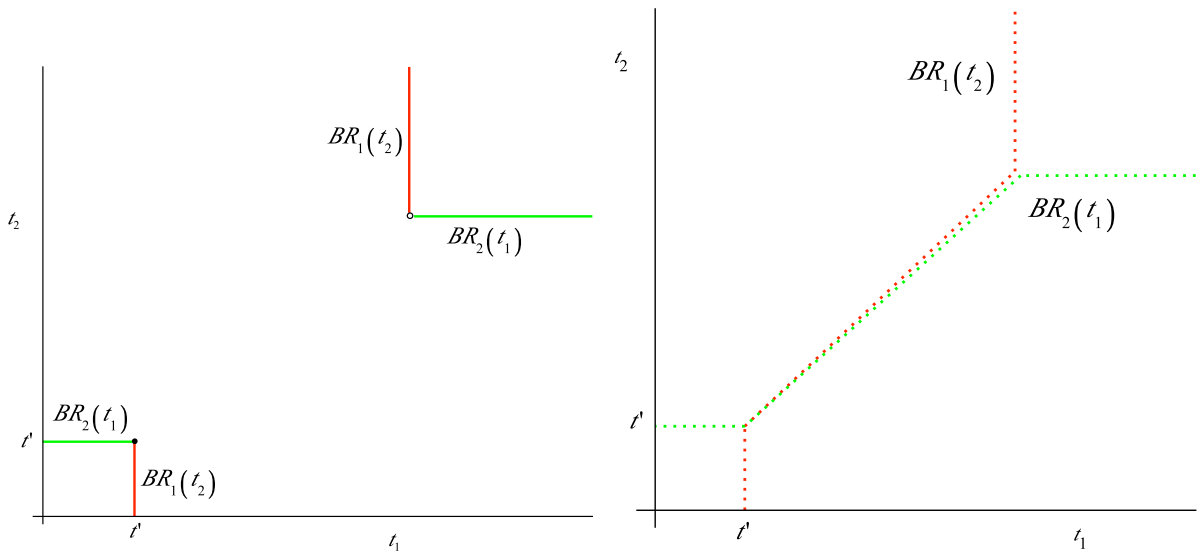 BR₁(t₂)
t₂
BR₂(t₁)
BR₂(t₁)
t'
BR₁(t₂)
t'
t₁
t₂
BR₁(t₂)
BR₂(t₁)
t'
t'
t₁